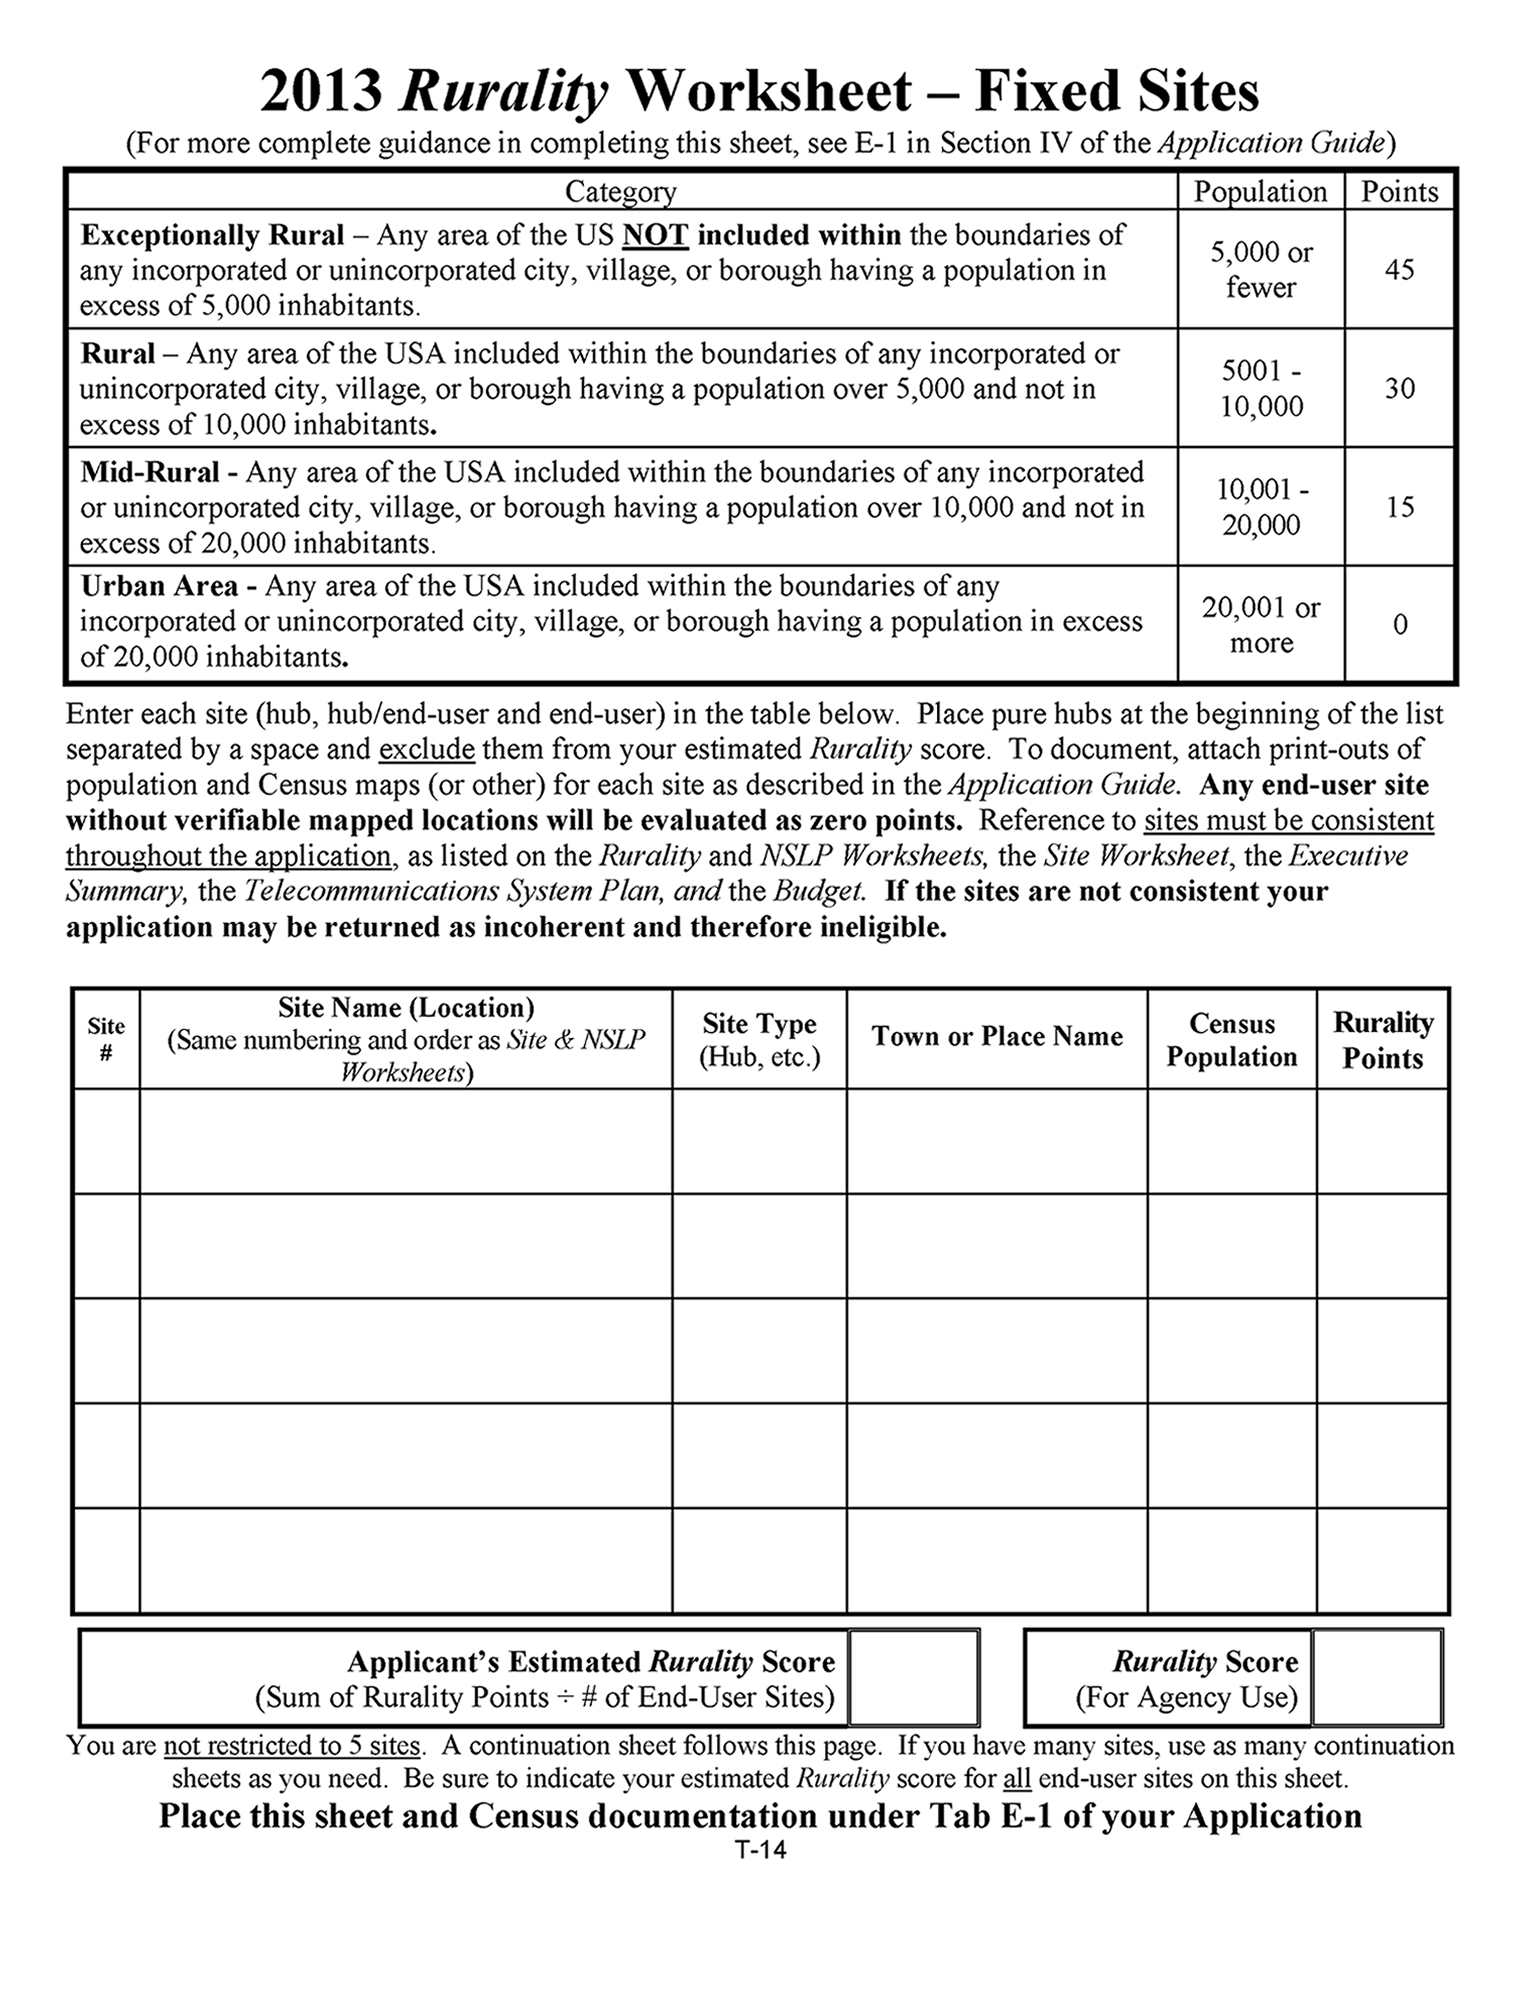 2013 Rurality Worksheet – Fixed Sites
(For more complete guidance in completing this sheet, see E-1 in Section IV of the Application Guide)
Category Population Points
Exceptionally Rural – Any area of the US NOT included within the boundaries of
any incorporated or unincorporated city, village, or borough having a population in
excess of 5,000 inhabitants.
5,000 or
fewer
45
Rural – Any area of the USA included within the boundaries of any incorporated or
unincorporated city, village, or borough having a population over 5,000 and not in
excess of 10,000 inhabitants.
5001 -
10,000
30
Mid-Rural - Any area of the USA included within the boundaries of any incorporated
or unincorporated city, village, or borough having a population over 10,000 and not in
excess of 20,000 inhabitants.
10,001 -
20,000
15
Urban Area - Any area of the USA included within the boundaries of any
incorporated or unincorporated city, village, or borough having a population in excess
of 20,000 inhabitants.
20,001 or
more
0
Enter each site (hub, hub/end-user and end-user) in the table below. Place pure hubs at the beginning of the list
separated by a space and exclude them from your estimated Rurality score. To document, attach print-outs of
population and Census maps (or other) for each site as described in the Application Guide. Any end-user site
without verifiable mapped locations will be evaluated as zero points. Reference to sites must be consistent
throughout the application, as listed on the Rurality and NSLP Worksheets, the Site Worksheet, the Executive
Summary, the Telecommunications System Plan, and the Budget. If the sites are not consistent your
application may be returned as incoherent and therefore ineligible.
Site
#
Site Name (Location)
(Same numbering and order as Site & NSLP
Worksheets)
Site Type
(Hub, etc.)
Town or Place Name
Census
Population
Rurality
Points
Applicant's Estimated Rurality Score
(Sum of Rurality Points ÷ # of End-User Sites)
Rurality Score
(For Agency Use)
You are not restricted to 5 sites. A continuation sheet follows this page. If you have many sites, use as many continuation
sheets as you need. Be sure to indicate your estimated Rurality score for all end-user sites on this sheet.
Place this sheet and Census documentation under Tab E-1 of your Application
T-14